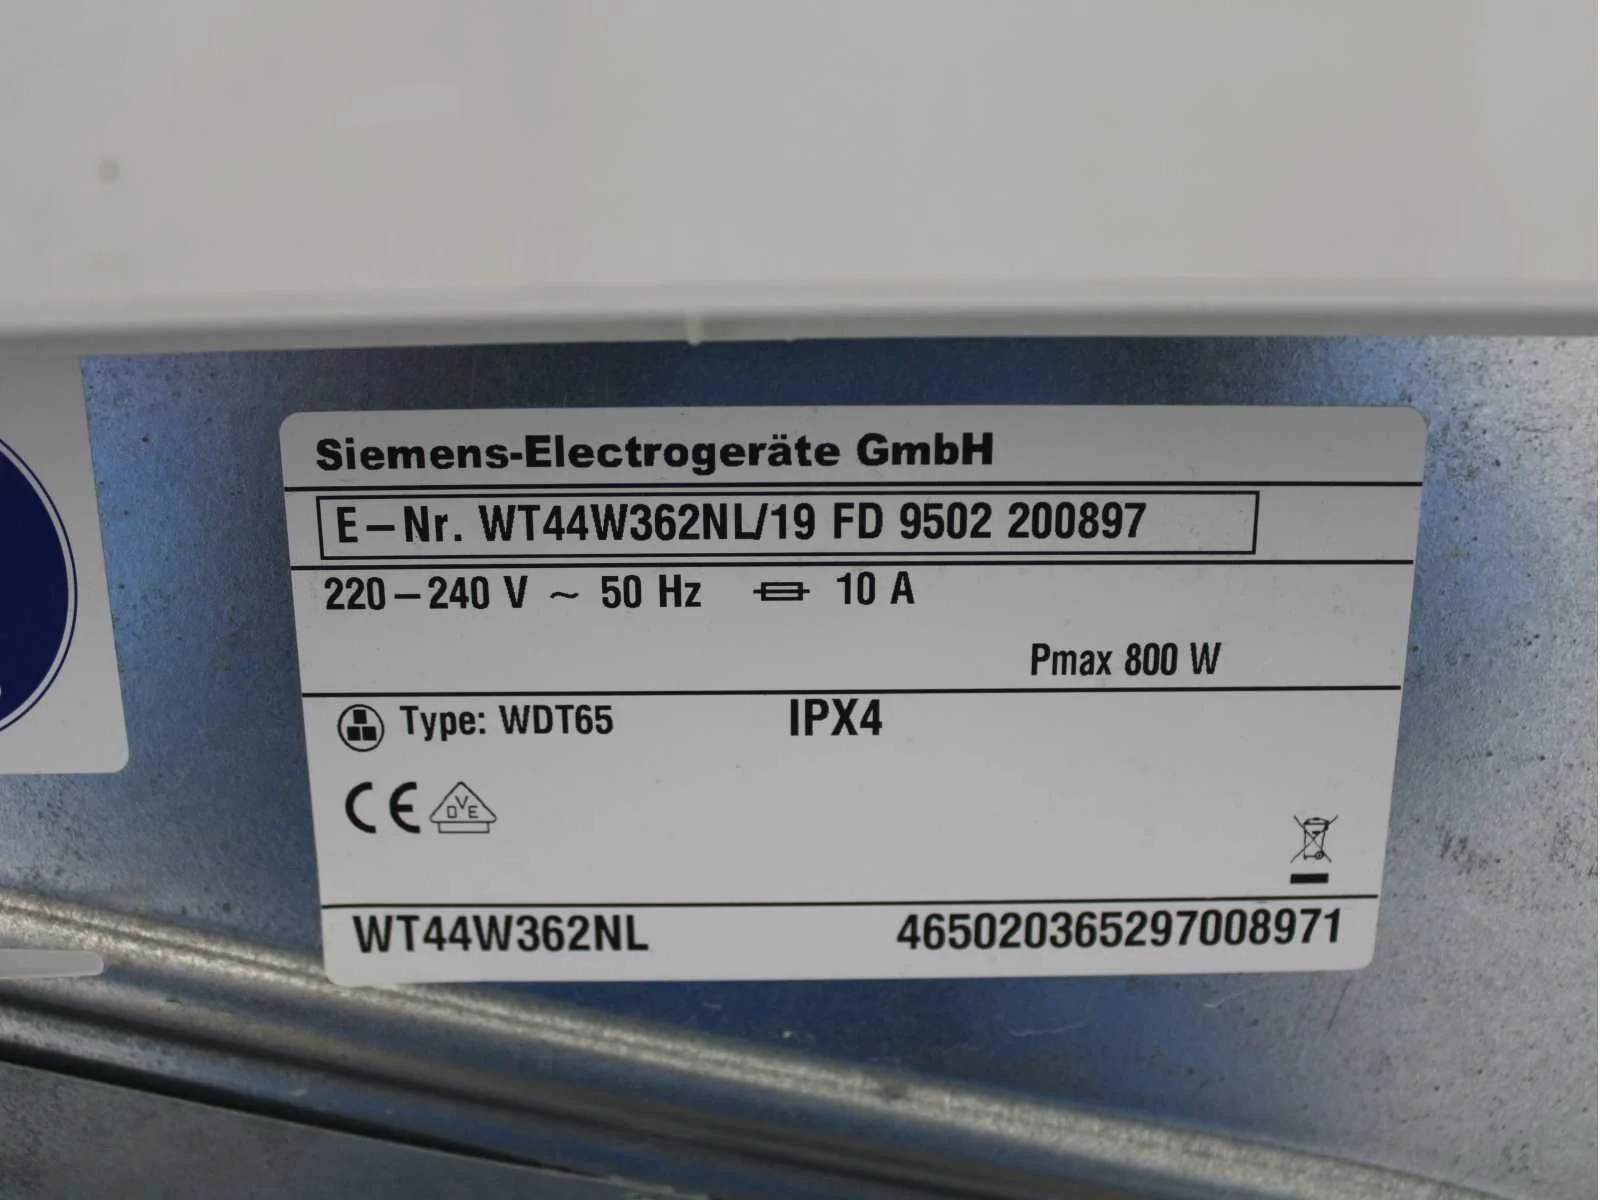 Siemens-Electrogeräte GmbH
E-Nr. WT44W362NL/19 FD 9502 200897
220-240 V ~ 50 Hz 10 A
Pmax 800 W
Type: WDT65 IPX4
CE DVE
WT44W362NL 465020365297008971